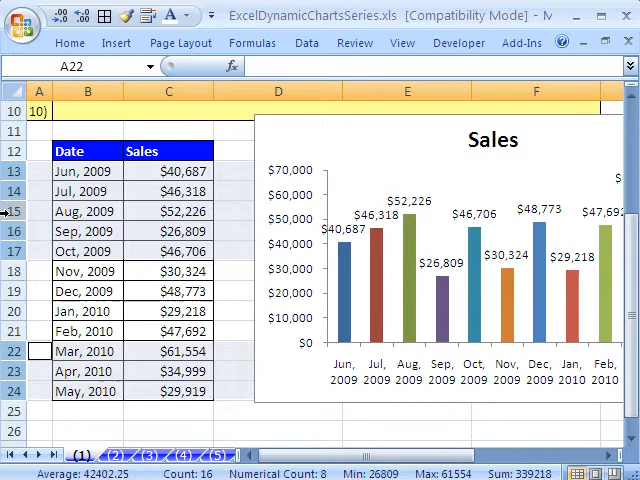 ExcelDynamicChartsSeries.xls [Compatibility Mode] - M
Home Insert Page Layout Formulas Data Review View Developer Add-Ins
A22 fx
A B C D E F
10 10)
11
12 Date Sales
13 Jun, 2009 $40,687
14 Jul, 2009 $46,318
15 Aug, 2009 $52,226
16 Sep, 2009 $26,809
17 Oct, 2009 $46,706
18 Nov, 2009 $30,324
19 Dec, 2009 $48,773
20 Jan, 2010 $29,218
21 Feb, 2010 $47,692
22 Mar, 2010 $61,554
23 Apr, 2010 $34,999
24 May, 2010 $29,919
25
26
Sales
$70,000
$60,000
$50,000
$40,000
$30,000
$20,000
$10,000
$0
$40,687 $46,318 $52,226 $26,809 $46,706 $30,324 $48,773 $29,218 $47,692
$
Jun, Jul, Aug, Sep, Oct, Nov, Dec, Jan, Feb,
2009 2009 2009 2009 2009 2009 2009 2010 2010
(1) (2) (3) (4) (5)
Average: 42402.25 Count: 16 Numerical Count: 8 Min: 26809 Max: 61554 Sum: 339218